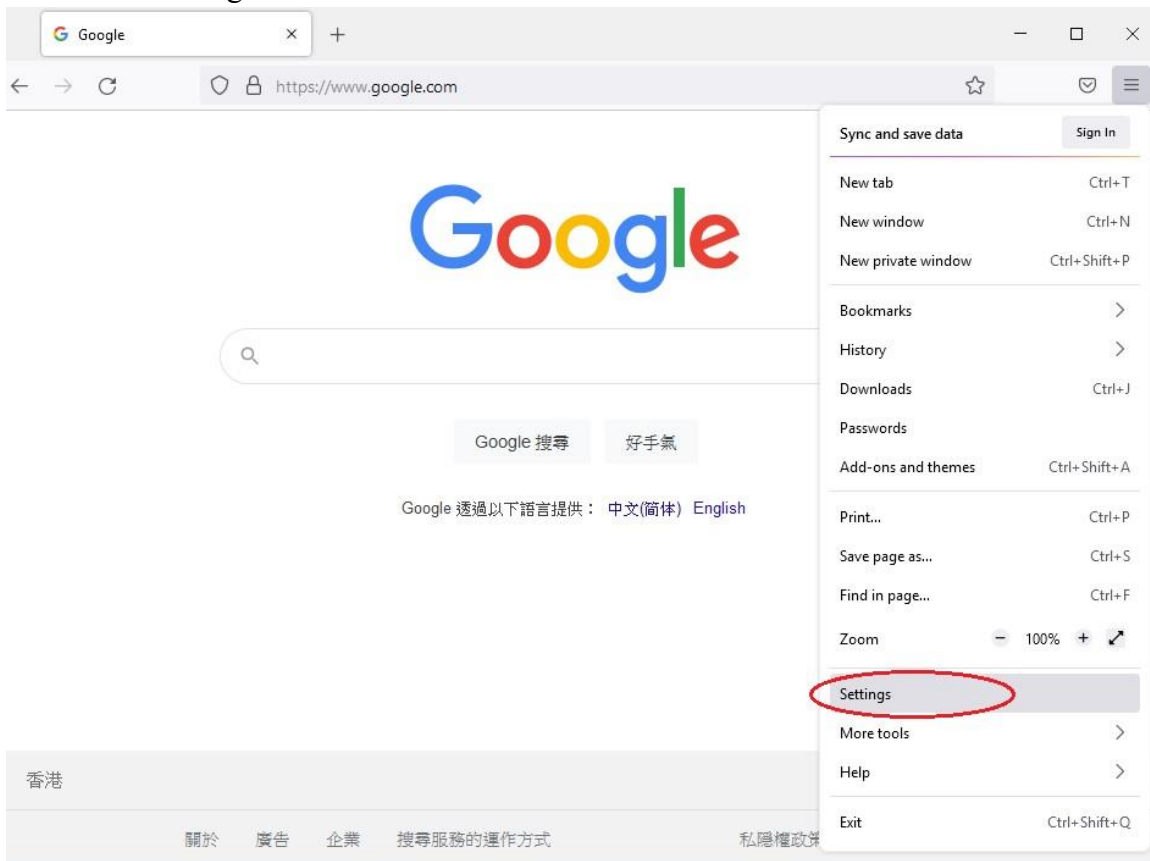 Google
https://www.google.com
Sync and save data Sign In
New tab Ctrl+T
New window Ctrl+N
New private window Ctrl+Shift+P
Bookmarks
History
Downloads Ctrl+J
Passwords
Add-ons and themes Ctrl+Shift+A
Print... Ctrl+P
Save page as... Ctrl+S
Find in page... Ctrl+F
Zoom − 100% +
Settings
More tools
Help
Exit Ctrl+Shift+Q
Google
Google 搜尋 好手氣
Google 透過以下語言提供： 中文(简体) English
香港
關於 廣告 企業 搜尋服務的運作方式 私隱權政策